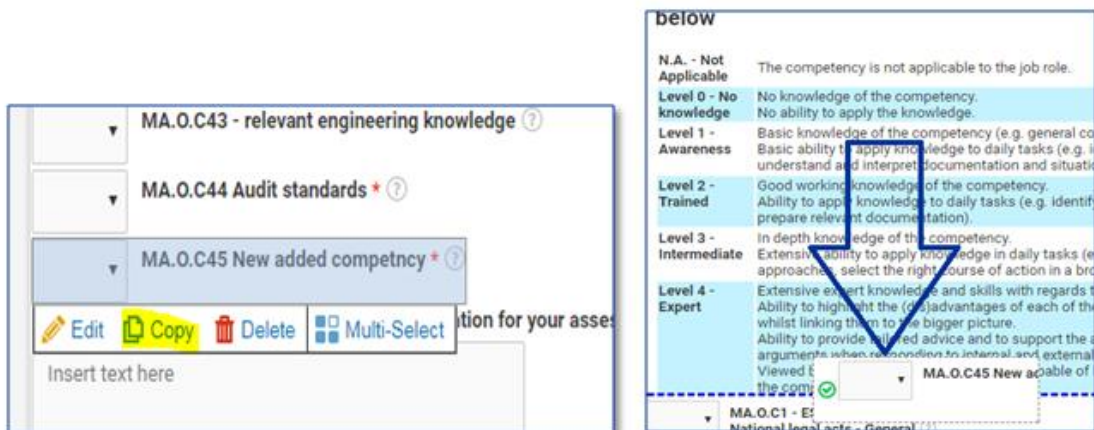 MA.O.C43 - relevant engineering knowledge ?
MA.O.C44 Audit standards * ?
MA.O.C45 New added competncy * ?
Edit Copy Delete Multi-Select
tion for your asses
Insert text here
below
N.A. - Not Applicable The competency is not applicable to the job role.
Level 0 - No knowledge No knowledge of the competency.
No ability to apply the knowledge.
Level 1 - Awareness Basic knowledge of the competency (e.g. general co
Basic ability to apply knowledge to daily tasks (e.g. i
understand and interpret documentation and situati
Level 2 - Trained Good working knowledge of the competency.
Ability to apply knowledge to daily tasks (e.g. identify
prepare relevant documentation).
Level 3 - Intermediate In depth knowledge of the competency.
Extensive ability to apply knowledge in daily tasks (e
approaches, select the right course of action in a bro
Level 4 - Expert Extensive expert knowledge and skills with regards t
Ability to highlight the (dis)advantages of each of the
whilst linking them to the bigger picture.
Ability to provide tailored advice and to support the a
arguments when responding to internal and external
Viewed b pable of
the com
MA.O.C45 New ad
MA.O.C1 - E
National legal acts - General